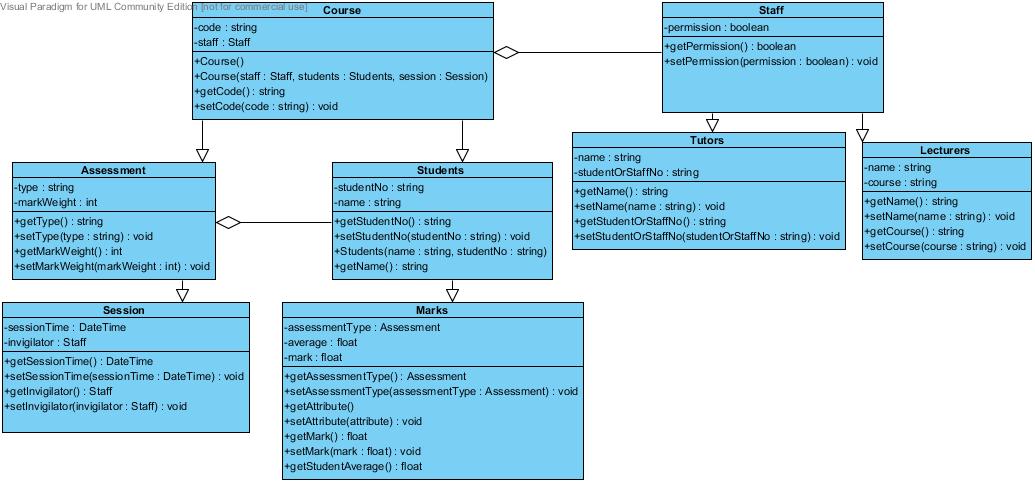 Visual Paradigm for UML Community Edition [not for commercial use]
Course
-code : string
-staff : Staff
+Course()
+Course(staff : Staff, students : Students, session : Session)
+getCode() : string
+setCode(code : string) : void
Staff
-permission : boolean
+getPermission() : boolean
+setPermission(permission : boolean) : void
Assessment
-type : string
-markWeight : int
+getType() : string
+setType(type : string) : void
+getMarkWeight() : int
+setMarkWeight(markWeight : int) : void
Students
-studentNo : string
-name : string
+getStudentNo() : string
+setStudentNo(studentNo : string) : void
+Students(name : string, studentNo : string)
+getName() : string
Tutors
-name : string
-studentOrStaffNo : string
+getName() : string
+setName(name : string) : void
+getStudentOrStaffNo() : string
+setStudentOrStaffNo(studentOrStaffNo : string) : void
Lecturers
-name : string
-course : string
+getName() : string
+setName(name : string) : void
+getCourse() : string
+setCourse(course : string) : void
Session
-sessionTime : DateTime
-invigilator : Staff
+getSessionTime() : DateTime
+setSessionTime(sessionTime : DateTime) : void
+getInvigilator() : Staff
+setInvigilator(invigilator : Staff) : void
Marks
-assessmentType : Assessment
-average : float
-mark : float
+getAssessmentType() : Assessment
+setAssessmentType(assessmentType : Assessment) : void
+getAttribute()
+setAttribute(attribute) : void
+getMark() : float
+setMark(mark : float) : void
+getStudentAverage() : float